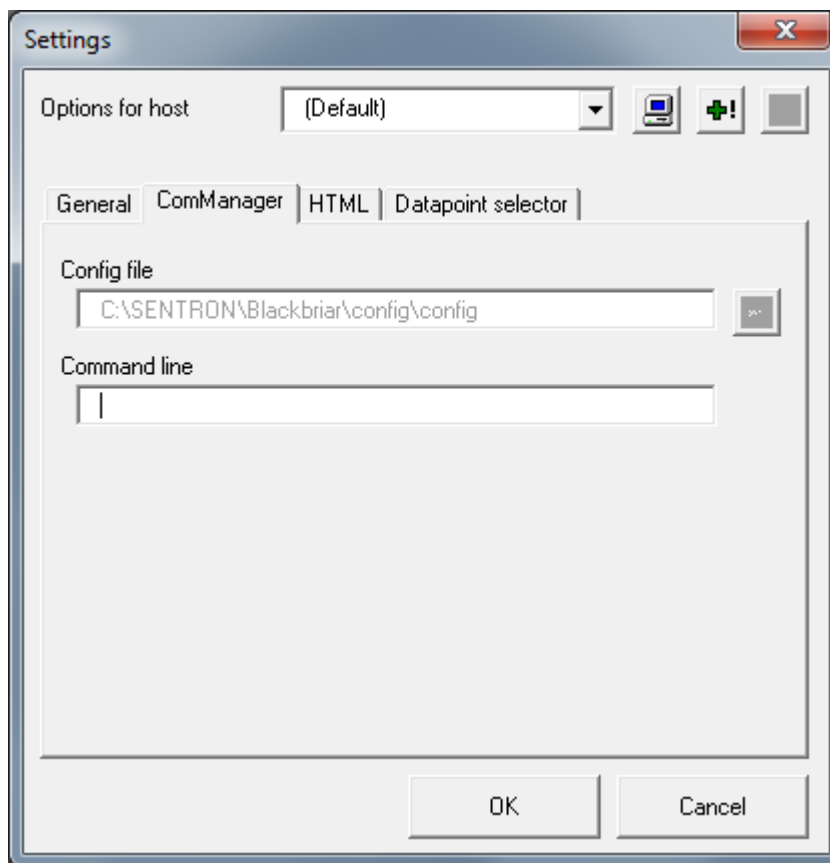 Settings
Options for host (Default) !
General ComManager HTML Datapoint selector
Config file
C:\SENTRON\Blackbriar\config\config
Command line
OK Cancel